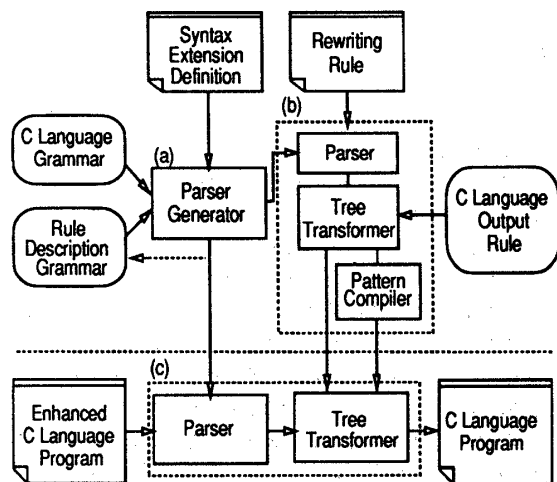 Syntax
Extension
Definition
Rewriting
Rule
(b)
C Language
Grammar
(a)
Parser
Generator
Parser
Rule
Description
Grammar
Tree
Transformer
C Language
Output
Rule
Pattern
Compiler
(c)
Enhanced
C Language
Program
Parser
Tree
Transformer
C Language
Program